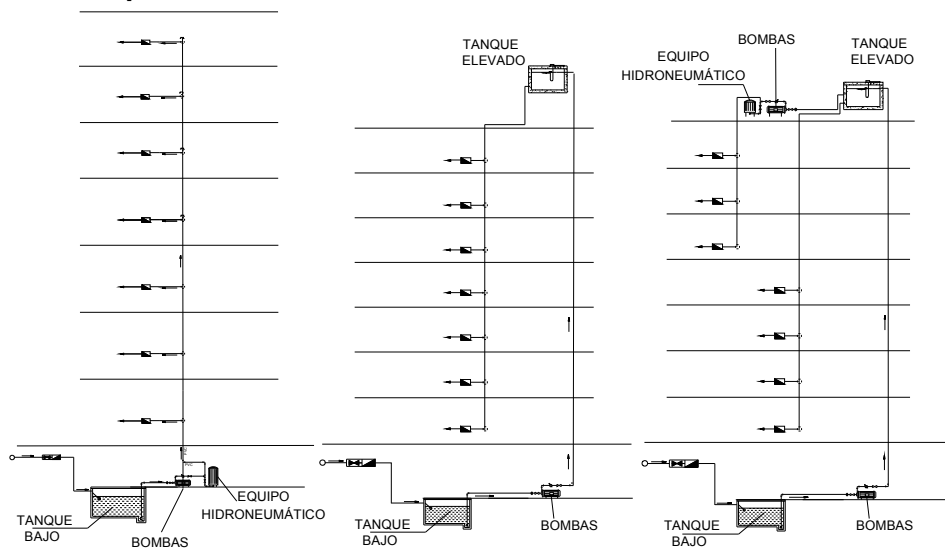 EQUIPO
HIDRONEUMÁTICO
TANQUE
BAJO
BOMBAS
TANQUE
ELEVADO
TANQUE
BAJO
BOMBAS
BOMBAS
EQUIPO
HIDRONEUMÁTICO
TANQUE
ELEVADO
TANQUE
BAJO
BOMBAS